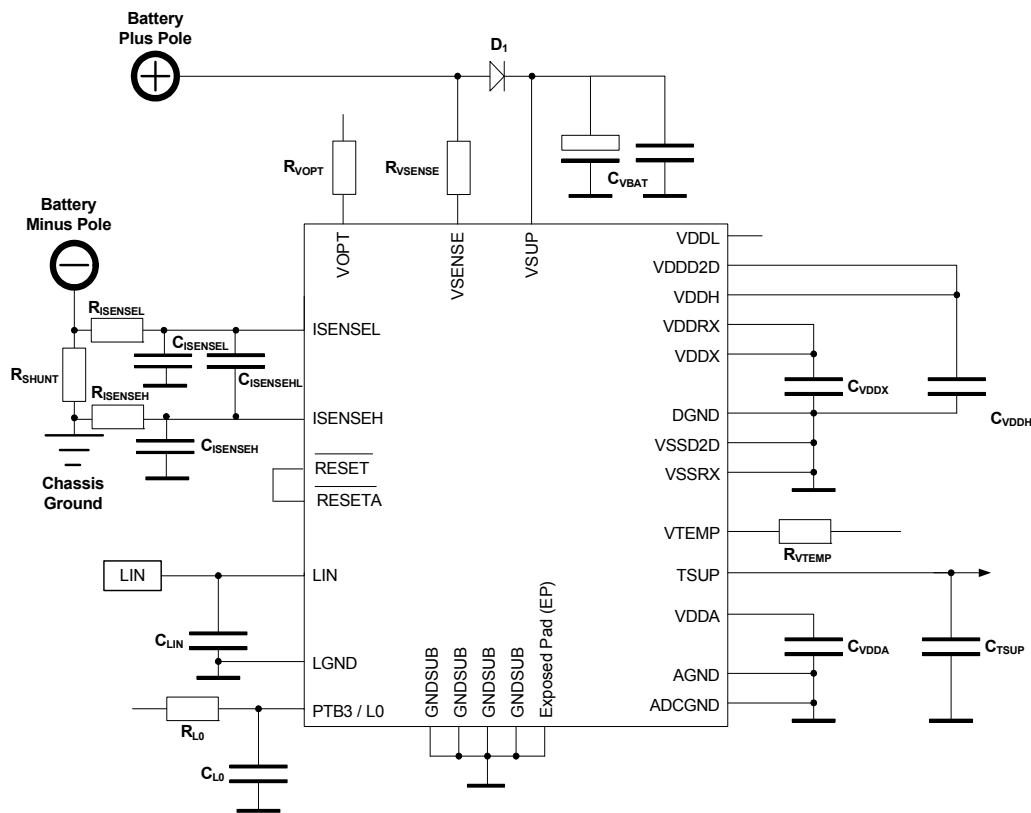 Battery
Plus Pole
D1
RVOPT
RVSENSE
CVBAT
Battery
Minus Pole
VOPT
VSENSE
VSUP
VDDL
VDDD2D
VDDH
VDDRX
VDDX
DGND
VSSD2D
VSSRX
CVDDX
CVDDH
RISENSEL
ISENSEL
CISENSEL
CISENSEHL
RSHUNT
RISENSEH
ISENSEH
CISENSEH
Chassis
Ground
RESET
RESETA
VTEMP
RVTEMP
TSUP
LIN
LIN
CLIN
LGND
VDDA
CVDDA
CTSUP
AGND
ADCGND
PTB3 / L0
RL0
CL0
GNDSUB
GNDSUB
GNDSUB
GNDSUB
Exposed Pad (EP)